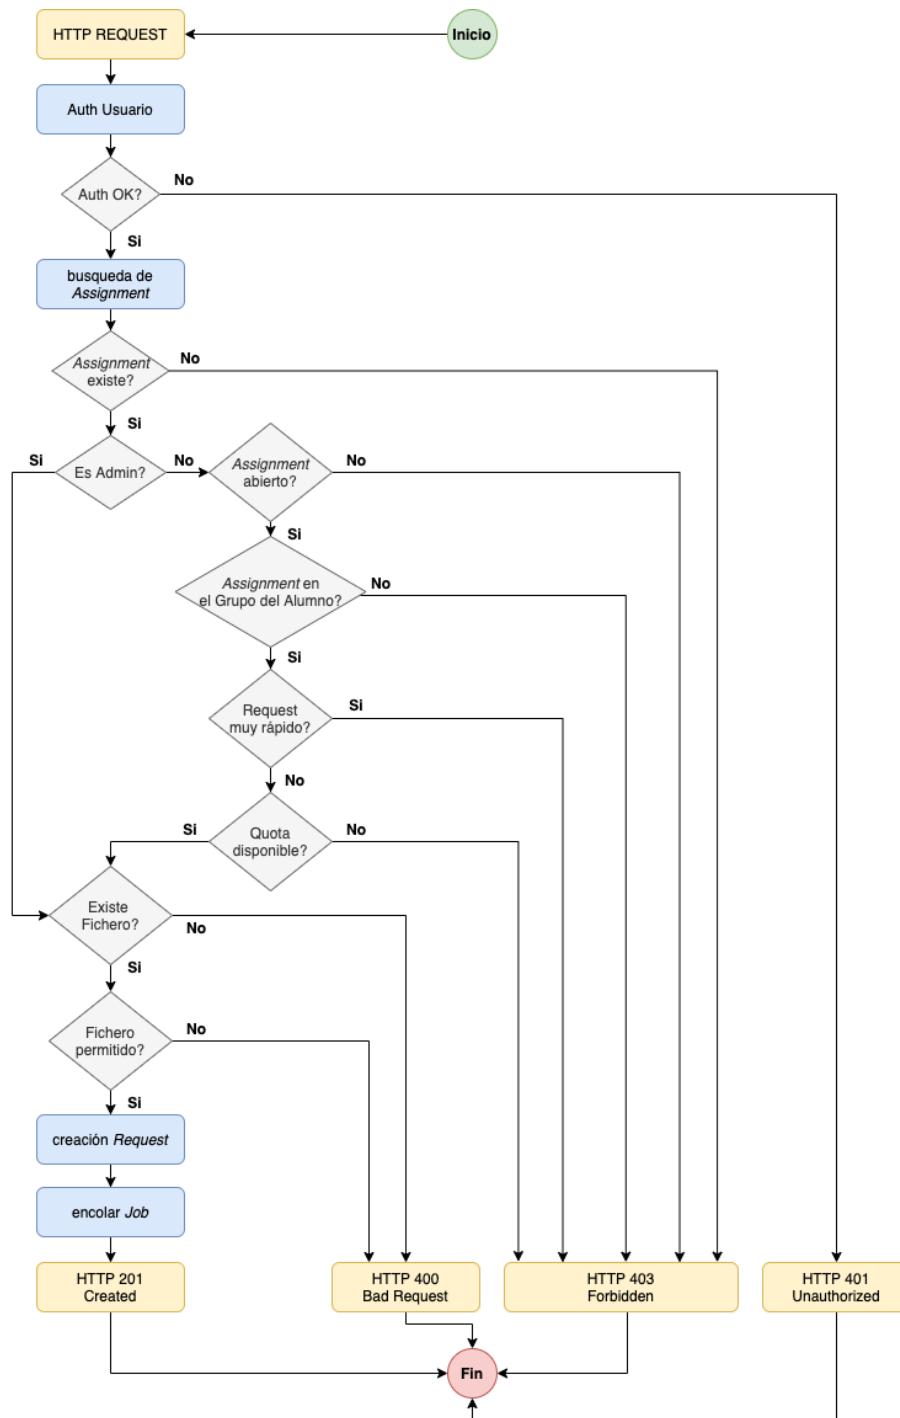 HTTP REQUEST
Inicio
Auth Usuario
Auth OK?
No
Si
busqueda de
Assignment
Assignment
existe?
No
Si
Si
Es Admin?
No
Assignment
abierto?
No
Si
Assignment en
el Grupo del Alumno?
No
Si
Request
muy rápido?
Si
No
Si
Quota
disponible?
No
Existe
Fichero?
No
Si
Fichero
permitido?
No
Si
creación Request
encolar Job
HTTP 201
Created
HTTP 400
Bad Request
HTTP 403
Forbidden
HTTP 401
Unauthorized
Fin